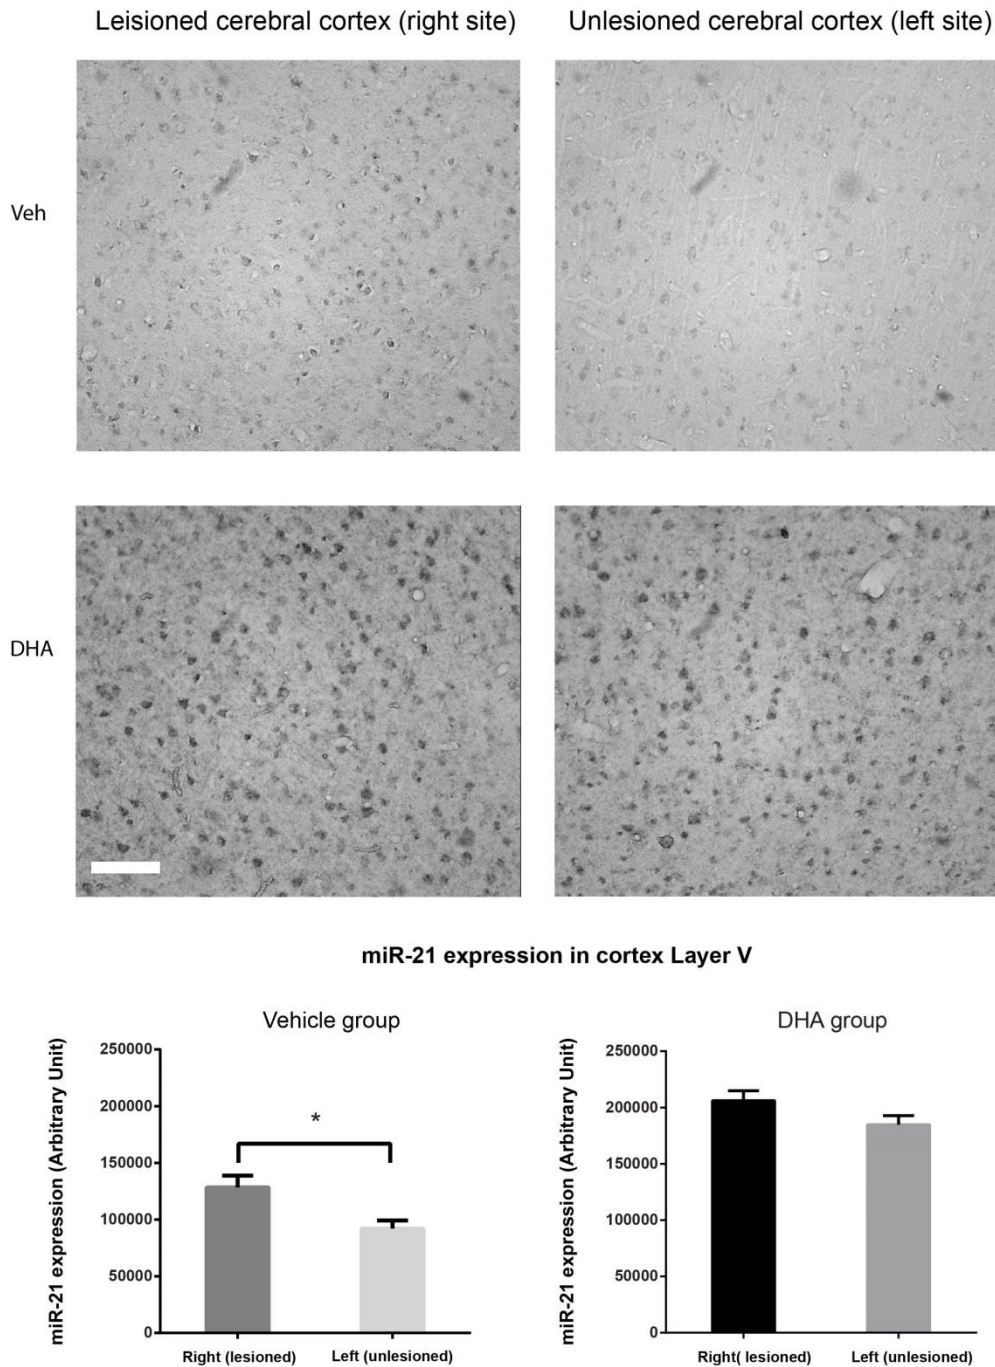 Leisioned cerebral cortex (right site)
Unlesioned cerebral cortex (left site)
Veh
DHA
miR-21 expression in cortex Layer V
Vehicle group
miR-21 expression (Arbitrary Unit)
250000
200000
150000
100000
50000
0
*
Right (lesioned)
Left (unlesioned)
DHA group
miR-21 expression (Arbitrary Unit)
250000
200000
150000
100000
50000
0
Right( lesioned)
Left (unlesioned)